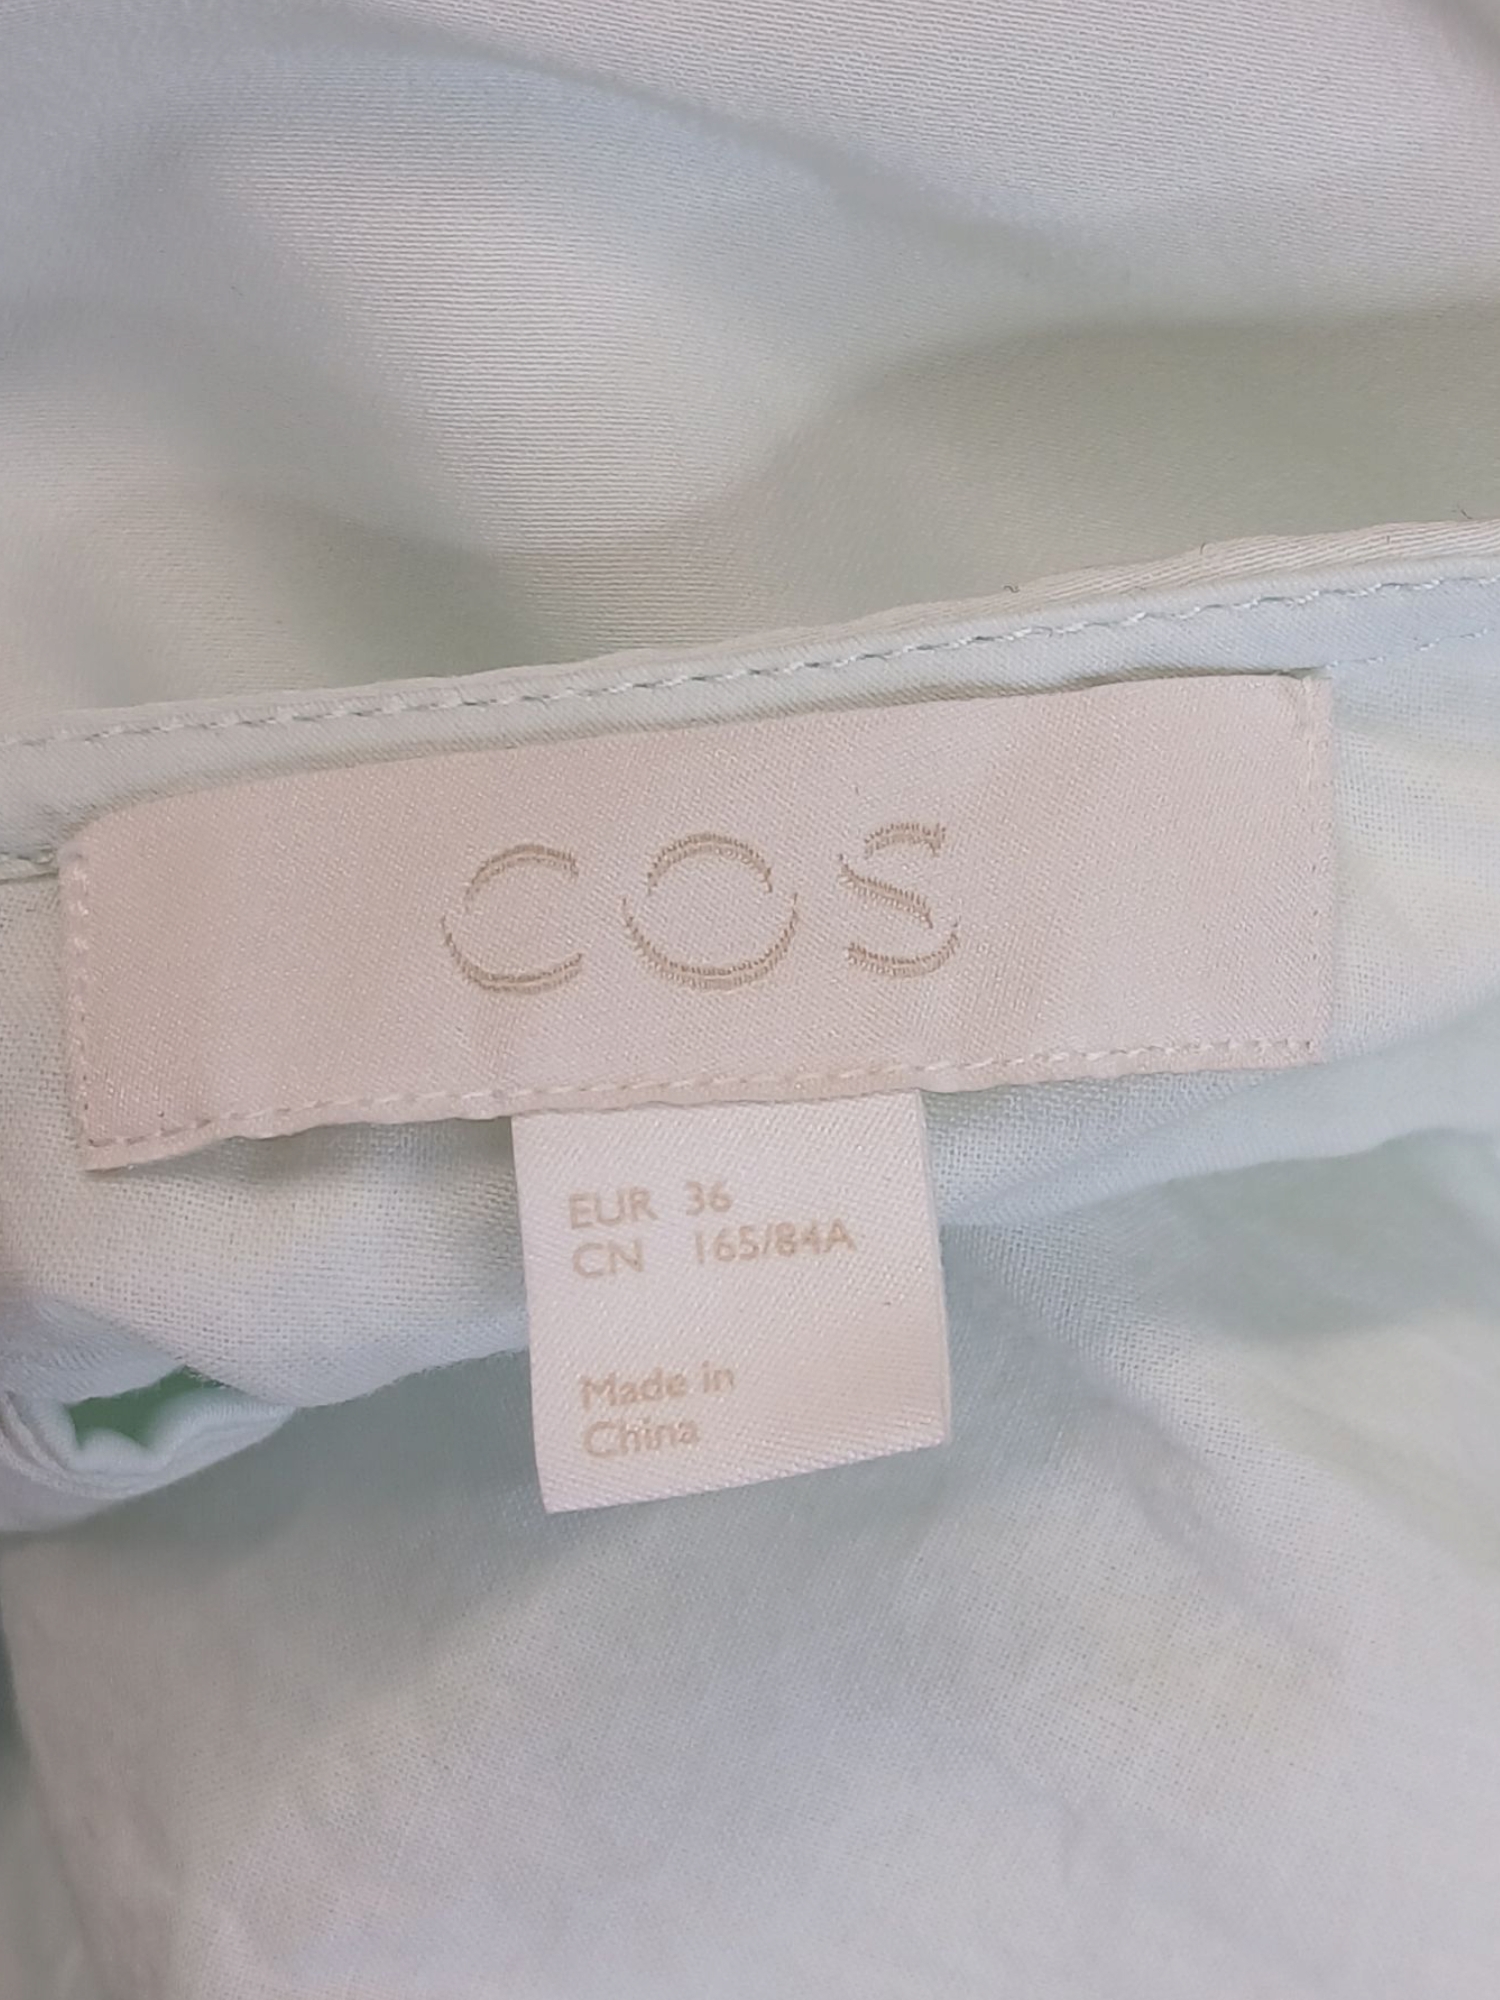 COS
EUR 36
CN 165/84A
Made in
China